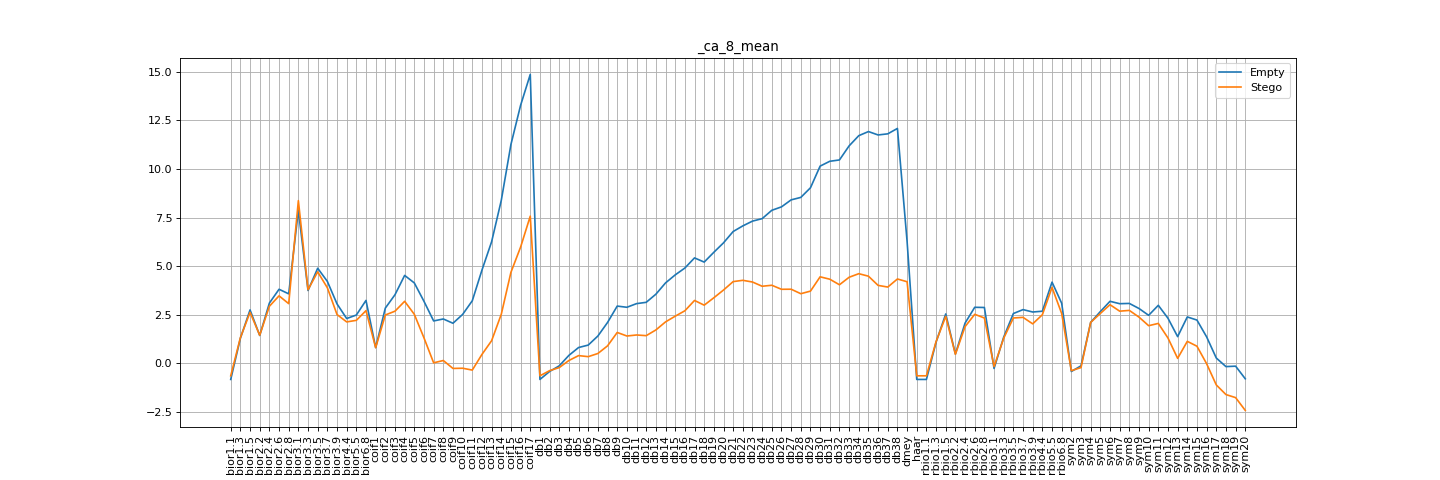 _ca_8_mean
Empty
Stego
15.0
12.5
10.0
7.5
5.0
2.5
0.0
−2.5
bior1.1
bior1.3
bior1.5
bior2.2
bior2.4
bior2.6
bior2.8
bior3.1
bior3.3
bior3.5
bior3.7
bior3.9
bior4.4
bior5.5
bior6.8
coif1
coif2
coif3
coif4
coif5
coif6
coif7
coif8
coif9
coif10
coif11
coif12
coif13
coif14
coif15
coif16
coif17
db1
db2
db3
db4
db5
db6
db7
db8
db9
db10
db11
db12
db13
db14
db15
db16
db17
db18
db19
db20
db21
db22
db23
db24
db25
db26
db27
db28
db29
db30
db31
db32
db33
db34
db35
db36
db37
db38
dmey
haar
rbio1.1
rbio1.3
rbio1.5
rbio2.2
rbio2.4
rbio2.6
rbio2.8
rbio3.1
rbio3.3
rbio3.5
rbio3.7
rbio3.9
rbio4.4
rbio5.5
rbio6.8
sym2
sym3
sym4
sym5
sym6
sym7
sym8
sym9
sym10
sym11
sym12
sym13
sym14
sym15
sym16
sym17
sym18
sym19
sym20